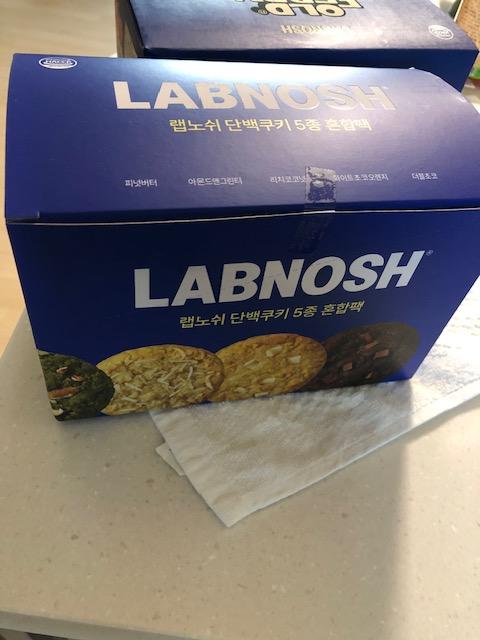 HACCP
LABNOSH
랩노쉬 단백쿠키 5종 혼합팩
피넛버터 아몬드앤그린티 리치코코넛 화이트초코오렌지 더블초코
LABNOSH®
랩노쉬 단백쿠키 5종 혼합팩